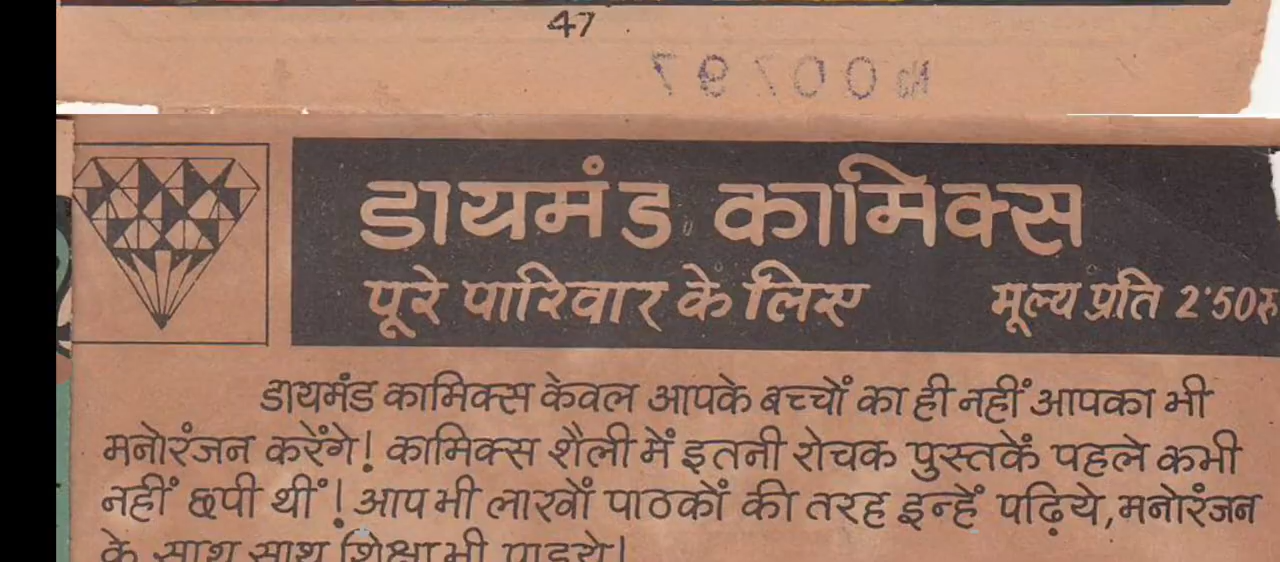 47
डायमंड कामिक्स
पूरे पारिवार के लिए
मूल्य प्रति 2·50रु
डायमंड कामिक्स केवल आपके बच्चों का ही नहीं आपका भी
मनोरंजन करेंगे! कामिक्स शैली में इतनी रोचक पुस्तकें पहले कभी
नहीं छपी थीं! आप भी लाखों पाठकों की तरह इन्हें पढ़िये, मनोरंजन
के साथ साथ शिक्षा भी पाइये!